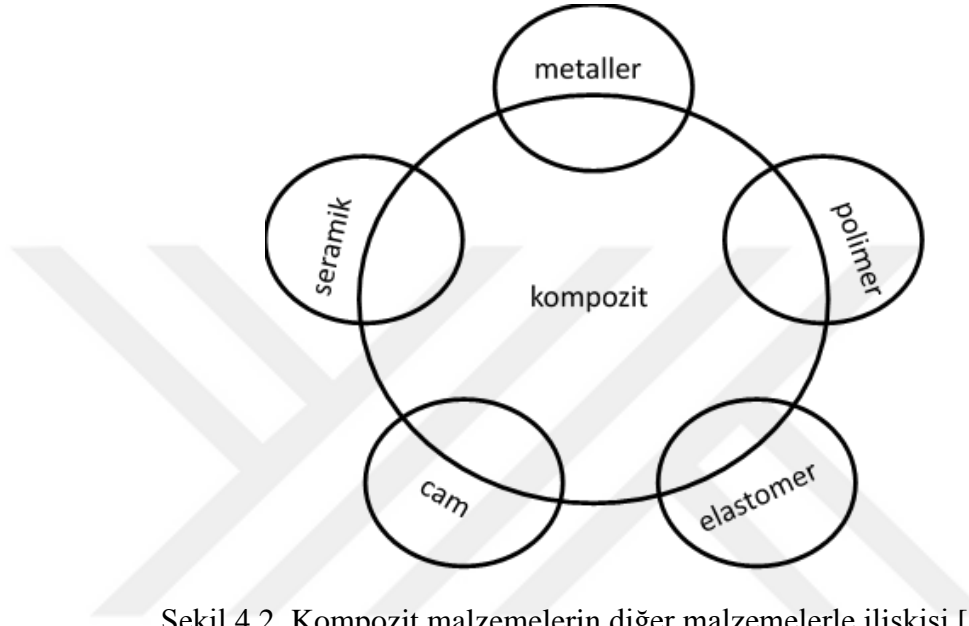 metaller
seramik
polimer
kompozit
cam
elastomer
Şekil 4.2. Kompozit malzemelerin diğer malzemelerle ilişkisi [